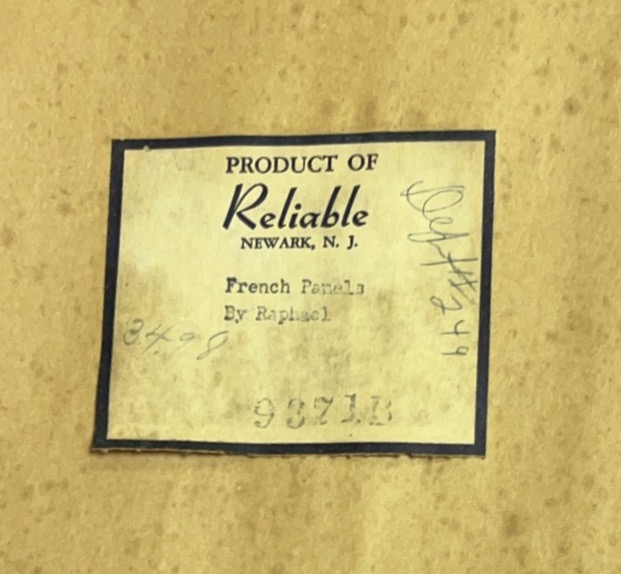 PRODUCT OF
Reliable
NEWARK, N. J.
French Panels
By Raphael
3498
9371B
Dept# 249